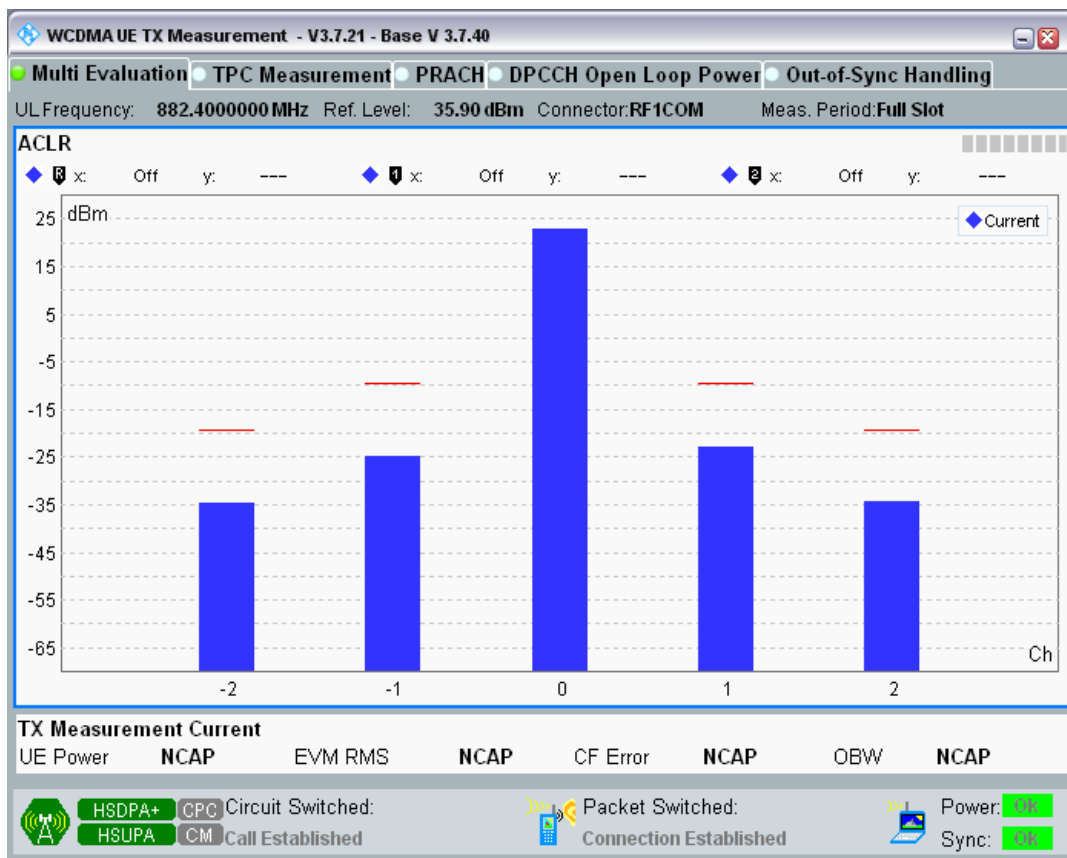 WCDMA UE TX Measurement - V3.7.21 - Base V 3.7.40
Multi Evaluation TPC Measurement PRACH DPCCH Open Loop Power Out-of-Sync Handling
UL Frequency: 882.4000000 MHz Ref. Level: 35.90 dBm Connector:RF1COM Meas. Period:Full Slot
ACLR
R x: Off y: --- 1 x: Off y: --- 2 x: Off y: ---
dBm
Current
25
15
5
-5
-15
-25
-35
-45
-55
-65
Ch
-2 -1 0 1 2
TX Measurement Current
UE Power NCAP EVM RMS NCAP CF Error NCAP OBW NCAP
HSDPA+ CPC Circuit Switched: Packet Switched: Power: Ok
HSUPA CM Call Established Connection Established Sync: Ok